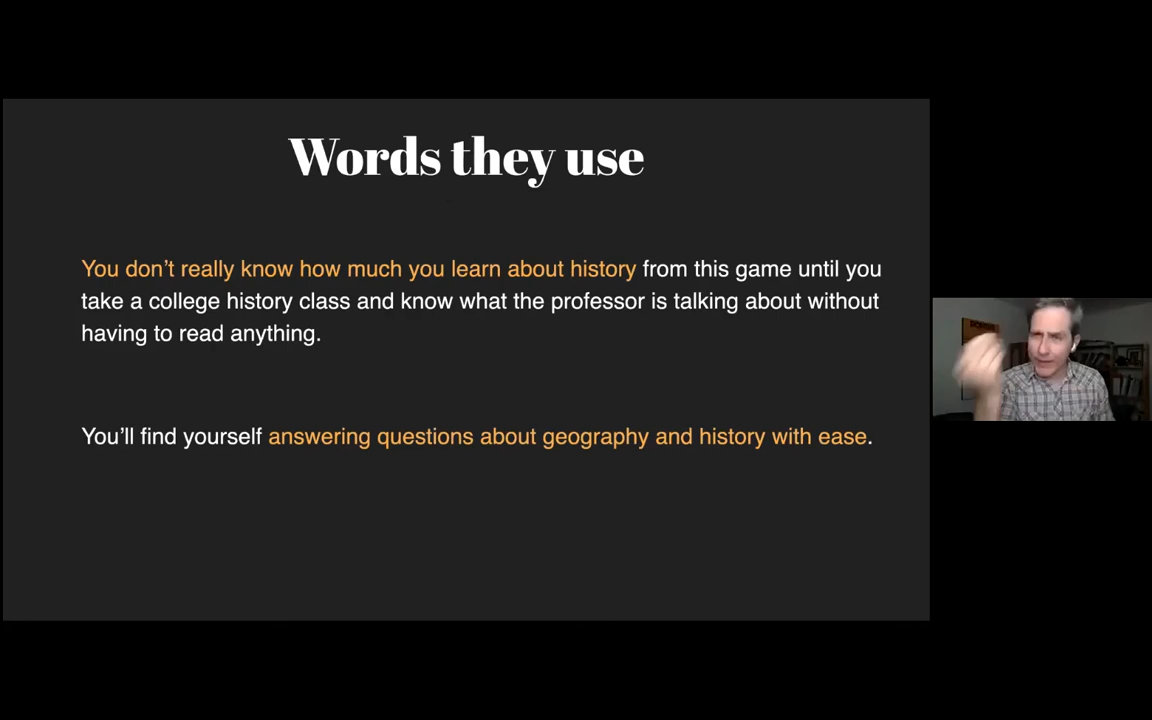 Words they use
You don't really know how much you learn about history from this game until you
take a college history class and know what the professor is talking about without
having to read anything.
You'll find yourself answering questions about geography and history with ease.